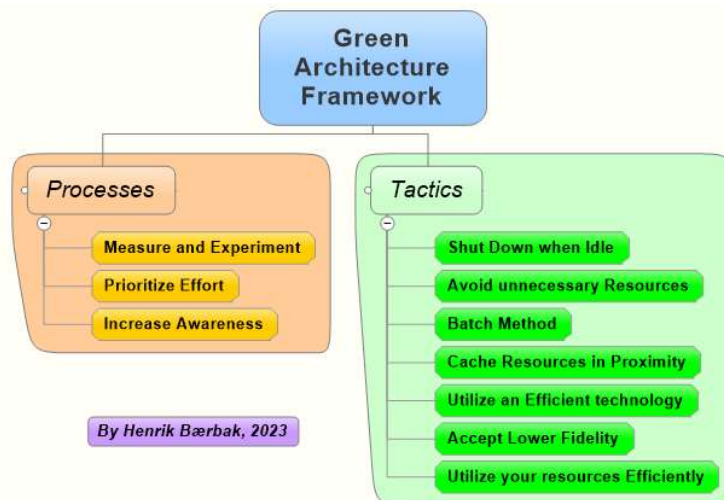 Green
Architecture
Framework
Processes
Measure and Experiment
Prioritize Effort
Increase Awareness
Tactics
Shut Down when Idle
Avoid unnecessary Resources
Batch Method
Cache Resources in Proximity
Utilize an Efficient technology
Accept Lower Fidelity
Utilize your resources Efficiently
By Henrik Bærbak, 2023